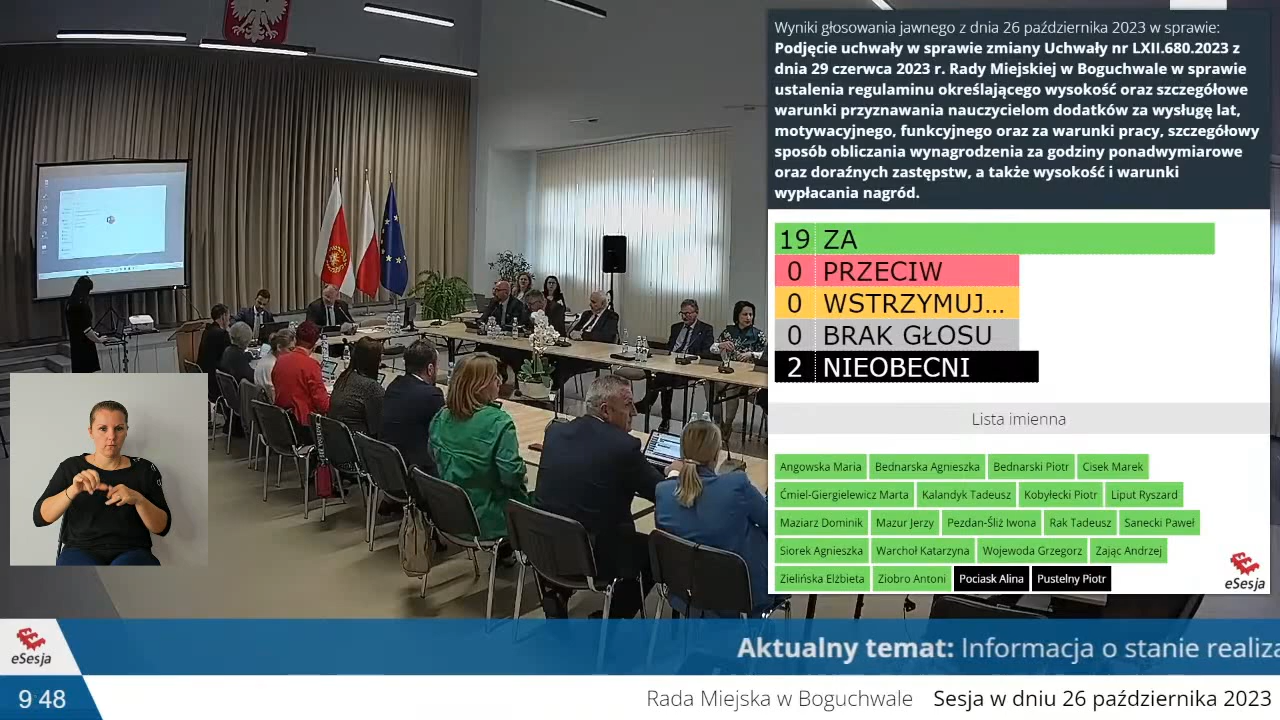 Wyniki głosowania jawnego z dnia 26 październik 2023 w sprawie:
Podjęcie uchwały w sprawie zmiany Uchwały nr LXII.680.2023 z
dnia 29 czerwca 2023 r. Rady Miejskiej w Boguchwale w sprawie
ustalenia regulaminu określającego wysokość oraz szczegółowe
warunki przyznawania nauczycielom dodatków za wysługę lat,
motywacyjnego, funkcyjnego oraz za warunki pracy, szczegółowy
sposób obliczania wynagrodzenia za godziny ponadwymiarowe
oraz doraźnych zastępstw, a także wysokość i warunki
wypłacania nagród.
19 ZA
0 PRZECIW
0 WSTRZYMUJ...
0 BRAK GŁOSU
2 NIEOBECNI
Lista imienna
Angowska Maria Bednarska Agnieszka Bednarski Piotr Cisek Marek
Ćmiel-Giergielewicz Marta Kalandyk Tadeusz Kobyłecki Piotr Liput Ryszard
Maziarz Dominik Mazur Jerzy Pezdan-Śliż Iwona Rak Tadeusz Sanecki Paweł
Siorek Agnieszka Warchoł Katarzyna Wojewoda Grzegorz Zając Andrzej
Zielińska Elżbieta Ziobro Antoni Pociask Alina Pustelny Piotr
eSesja
eSesja
Aktualny temat: Informacja o stanie realiza
9 48
Rada Miejska w Boguchwale Sesja w dniu 26 października 2023